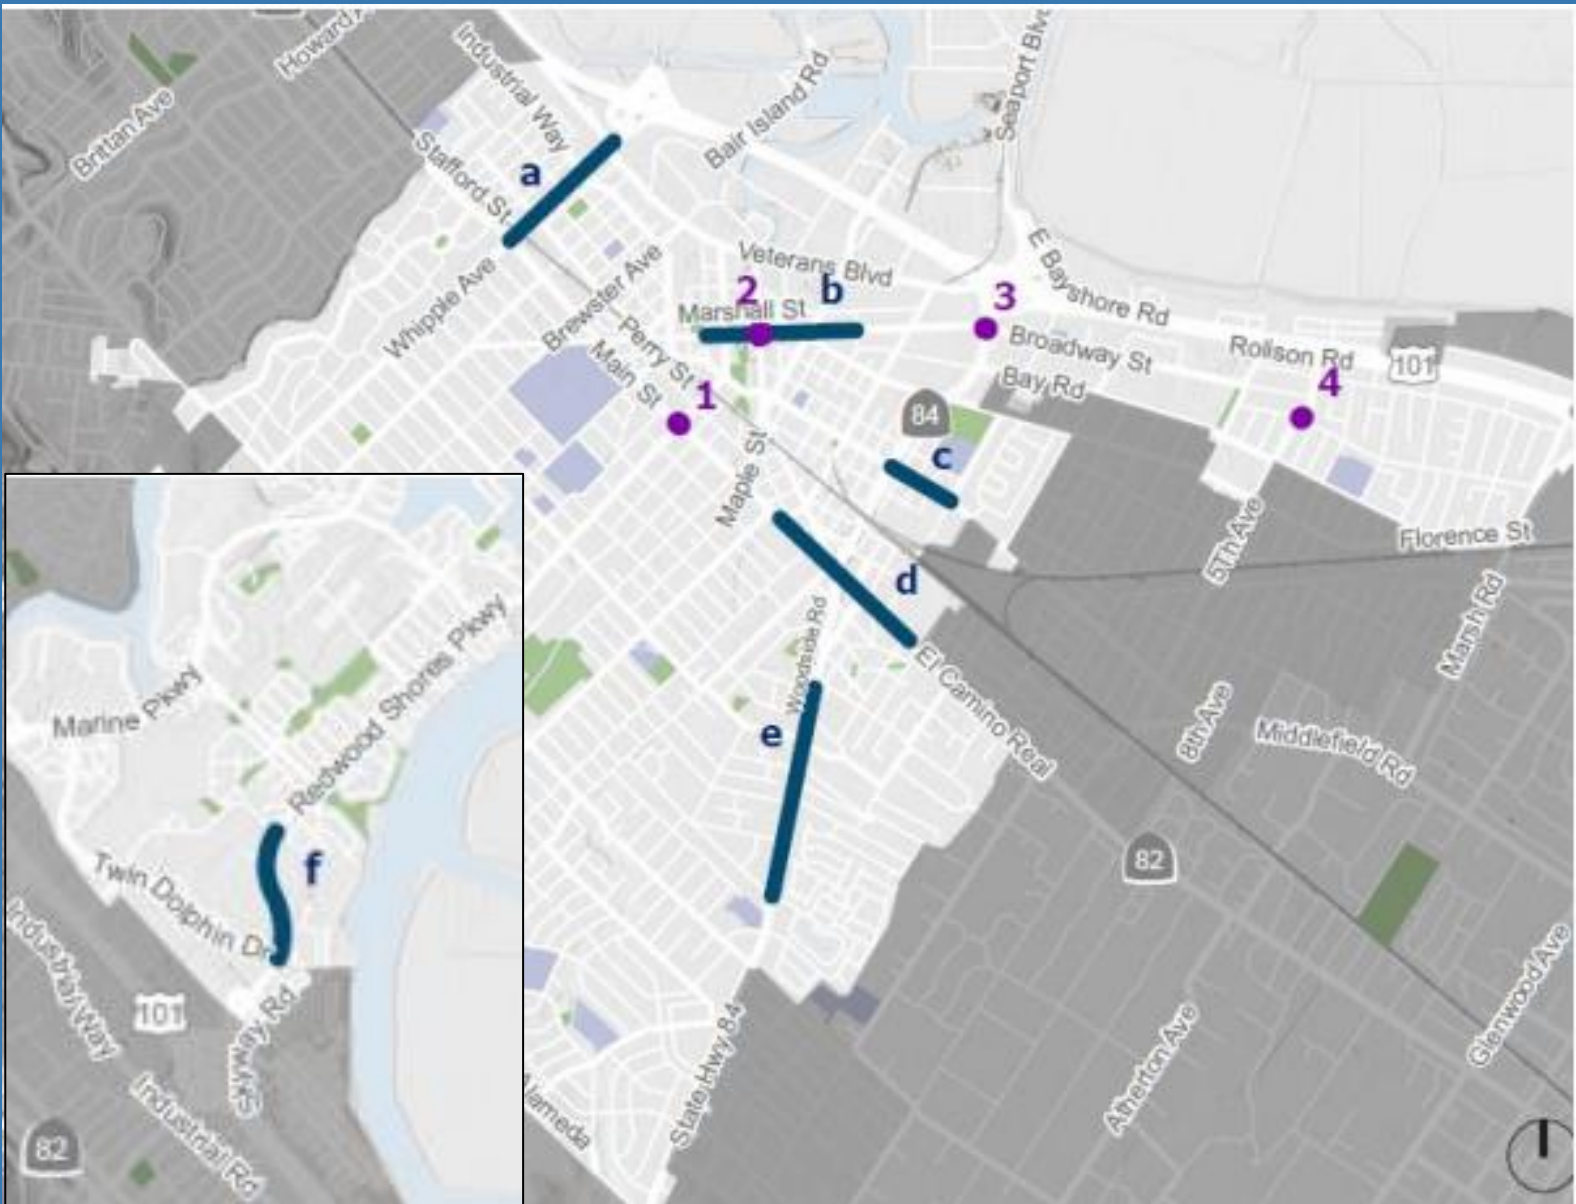 Howard A
Industrial Way
Brittan Ave
Stafford St
a
Bair Island Rd
Seaport Blvd
Whipple Ave
Brewster Ave
Veterans Blvd
2
b
Marshall St
3
E Bayshore Rd
Perry St
Main St
1
Broadway St
Bay Rd
Rollson Rd
101
4
84
c
Maple St
5Th Ave
Florence St
d
Marsh Rd
Woodside Rd
e
El Camino Real
8th Ave
Middlefield Rd
82
Glenwood Ave
Atherton Ave
State Hwy 84
Alameda
Marine Pkwy
Redwood Shores Pkwy
f
Twin Dolphin Dr
Industrial Way
101
Skyway Rd
Industrial Rd
82